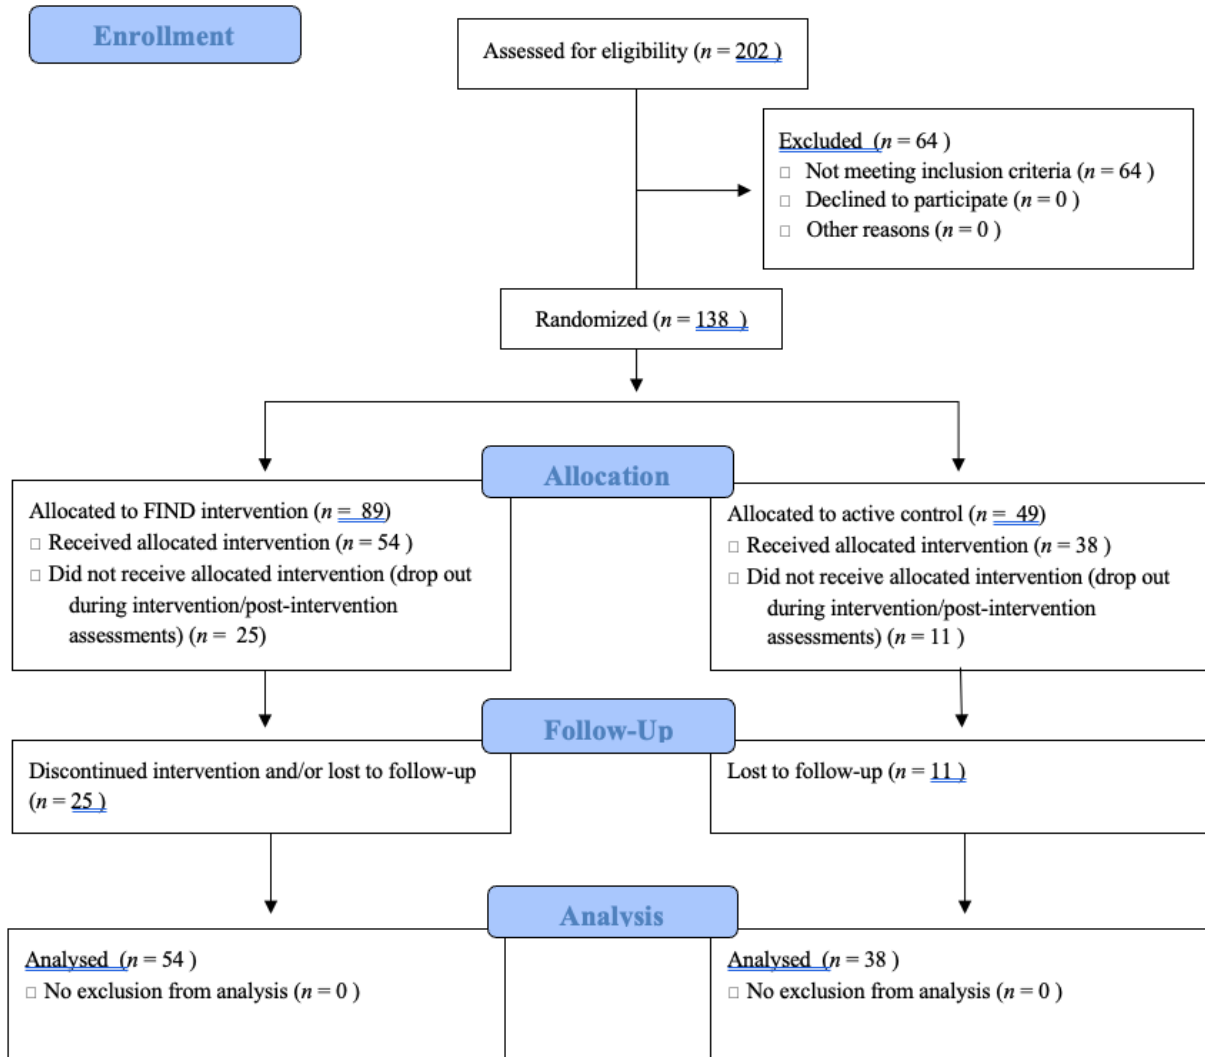 Enrollment
Assessed for eligibility (n = 202 )
Excluded (n = 64 )
□ Not meeting inclusion criteria (n = 64 )
□ Declined to participate (n = 0 )
□ Other reasons (n = 0 )
Randomized (n = 138 )
Allocation
Allocated to FIND intervention (n = 89)
□ Received allocated intervention (n = 54 )
□ Did not receive allocated intervention (drop out
during intervention/post-intervention
assessments) (n = 25)
Allocated to active control (n = 49)
□ Received allocated intervention (n = 38 )
□ Did not receive allocated intervention (drop out
during intervention/post-intervention
assessments) (n = 11 )
Follow-Up
Discontinued intervention and/or lost to follow-up
(n = 25 )
Lost to follow-up (n = 11 )
Analysis
Analysed (n = 54 )
□ No exclusion from analysis (n = 0 )
Analysed (n = 38 )
□ No exclusion from analysis (n = 0 )